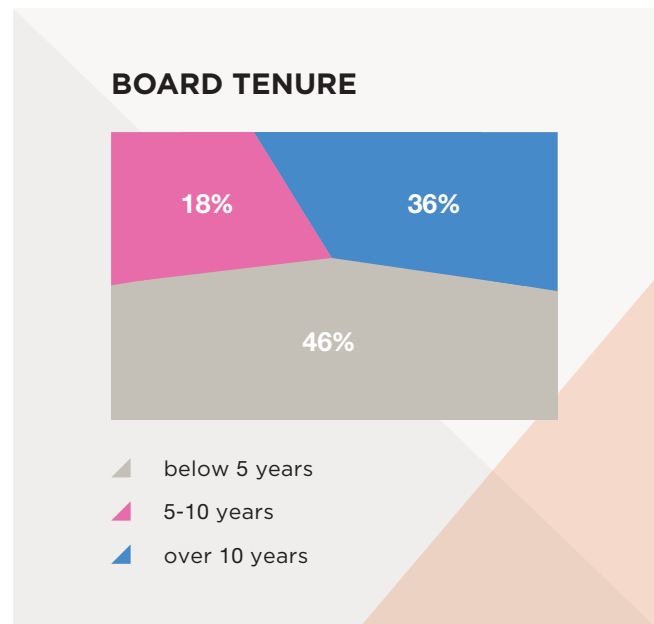 BOARD TENURE
18%
36%
46%
below 5 years
5-10 years
over 10 years